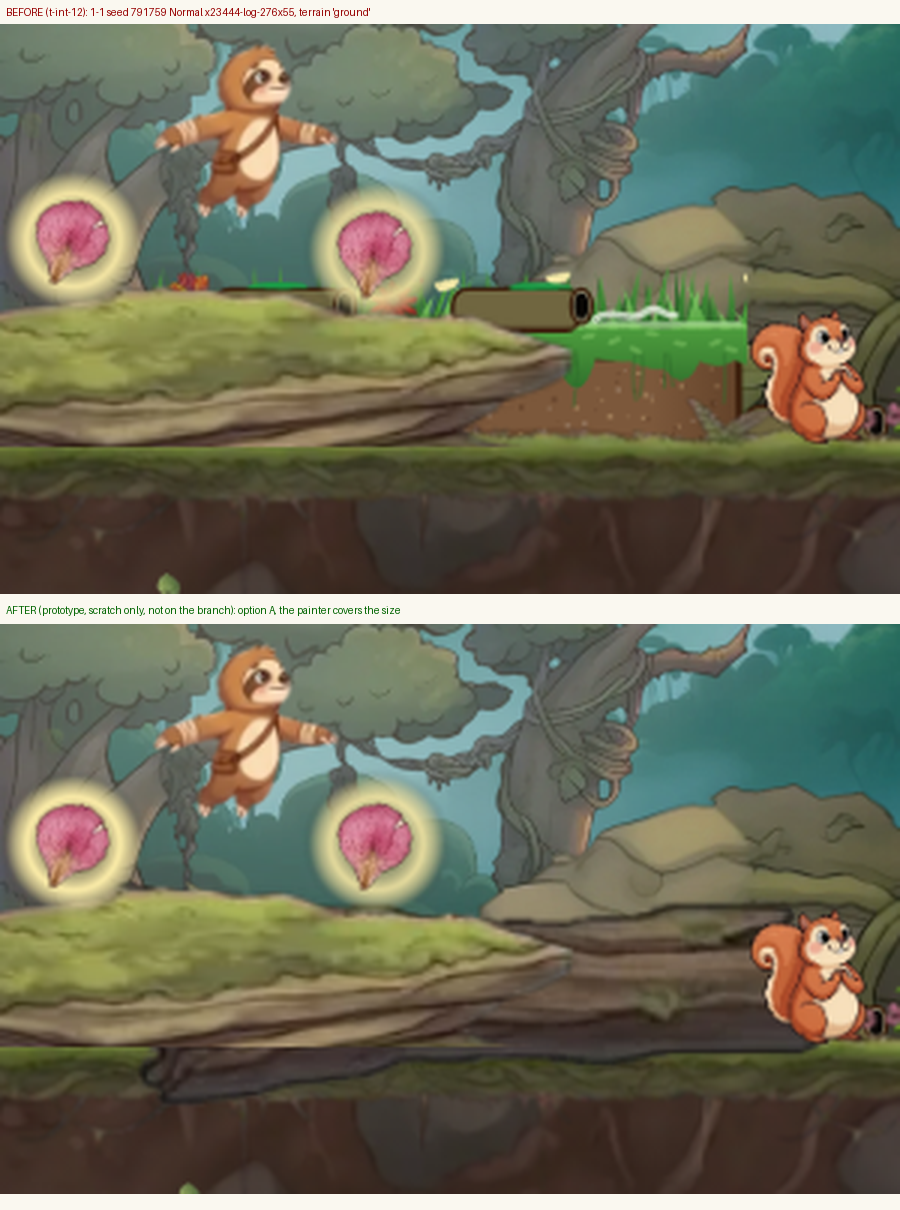 BEFORE (t-int-12): 1-1 seed 791759 Normal x23444-log-276x55, terrain 'ground'
AFTER (prototype, scratch only, not on the branch): option A, the painter covers the size